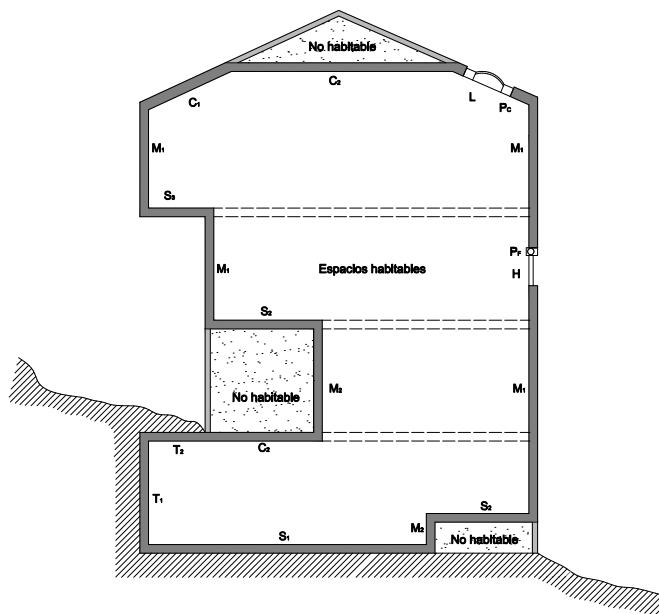 No habitable
C₂
L
C₁
Pc
M₁
M₁
S₃
PF
M₁
Espacios habitables
H
S₂
M₂
M₁
No habitable
T₂
C₂
T₁
S₂
M₂
S₁
No habitable